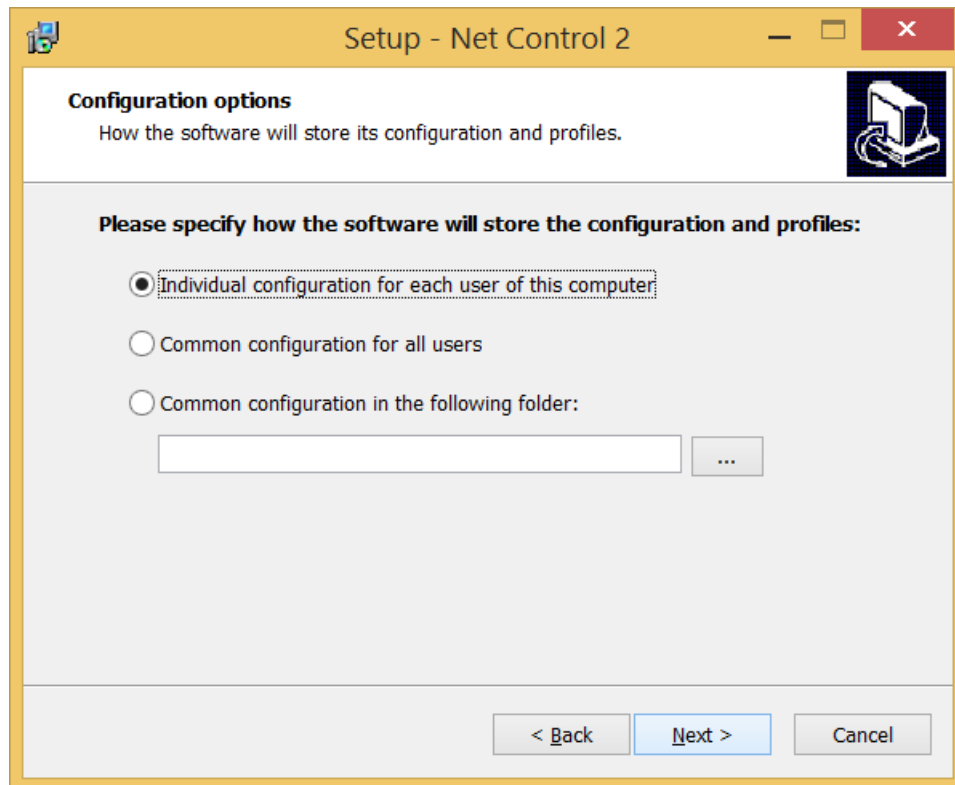 Setup - Net Control 2
Configuration options
How the software will store its configuration and profiles.
Please specify how the software will store the configuration and profiles:
Individual configuration for each user of this computer
Common configuration for all users
Common configuration in the following folder:
...
< Back Next > Cancel